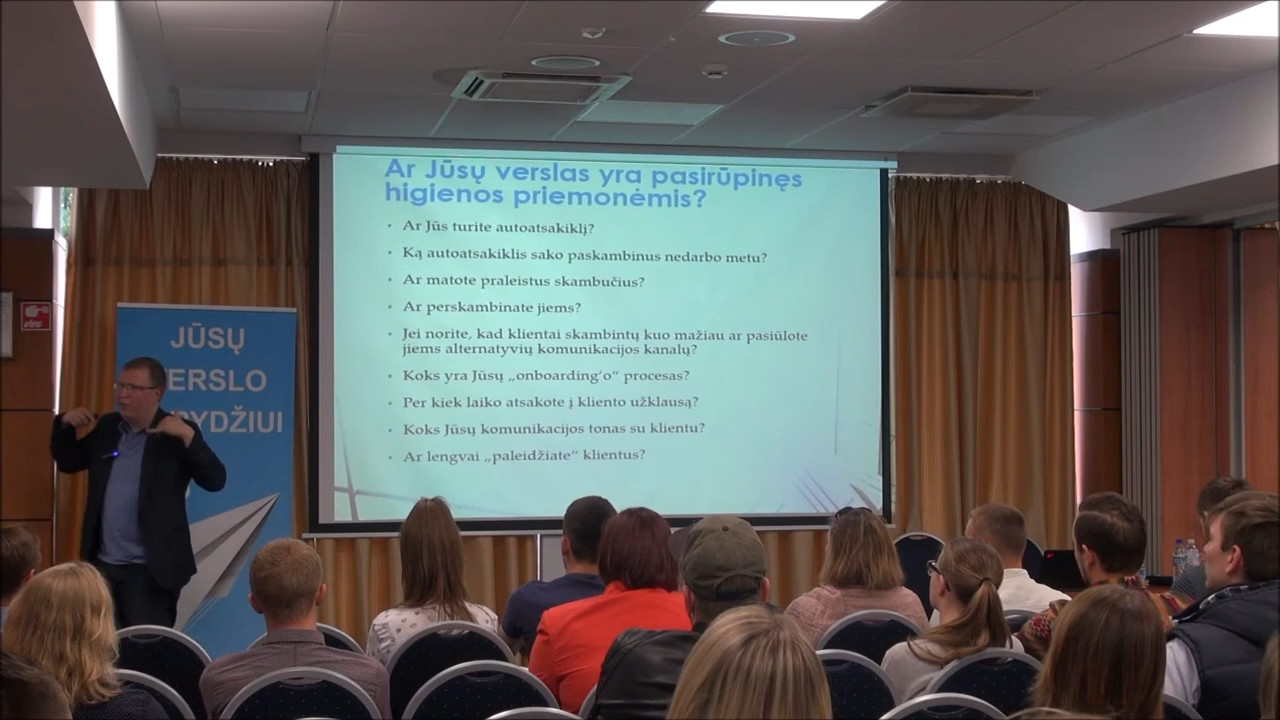 Ar Jūsų verslas yra pasirūpinęs
higienos priemonėmis?
• Ar Jūs turite autoatsakiklį?
• Ką autoatsakiklis sako paskambinus nedarbo metu?
• Ar matote praleistus skambučius?
• Ar perskambinate jiems?
• Jei norite, kad klientai skambintų kuo mažiau ar pasiūlote
jiems alternatyvių komunikacijos kanalų?
• Koks yra Jūsų „onboarding‘o“ procesas?
• Per kiek laiko atsakote į kliento užklausą?
• Koks Jūsų komunikacijos tonas su klientu?
• Ar lengvai „paleidžiate“ klientus?
JŪSŲ
ERSLO
YDŽIUI